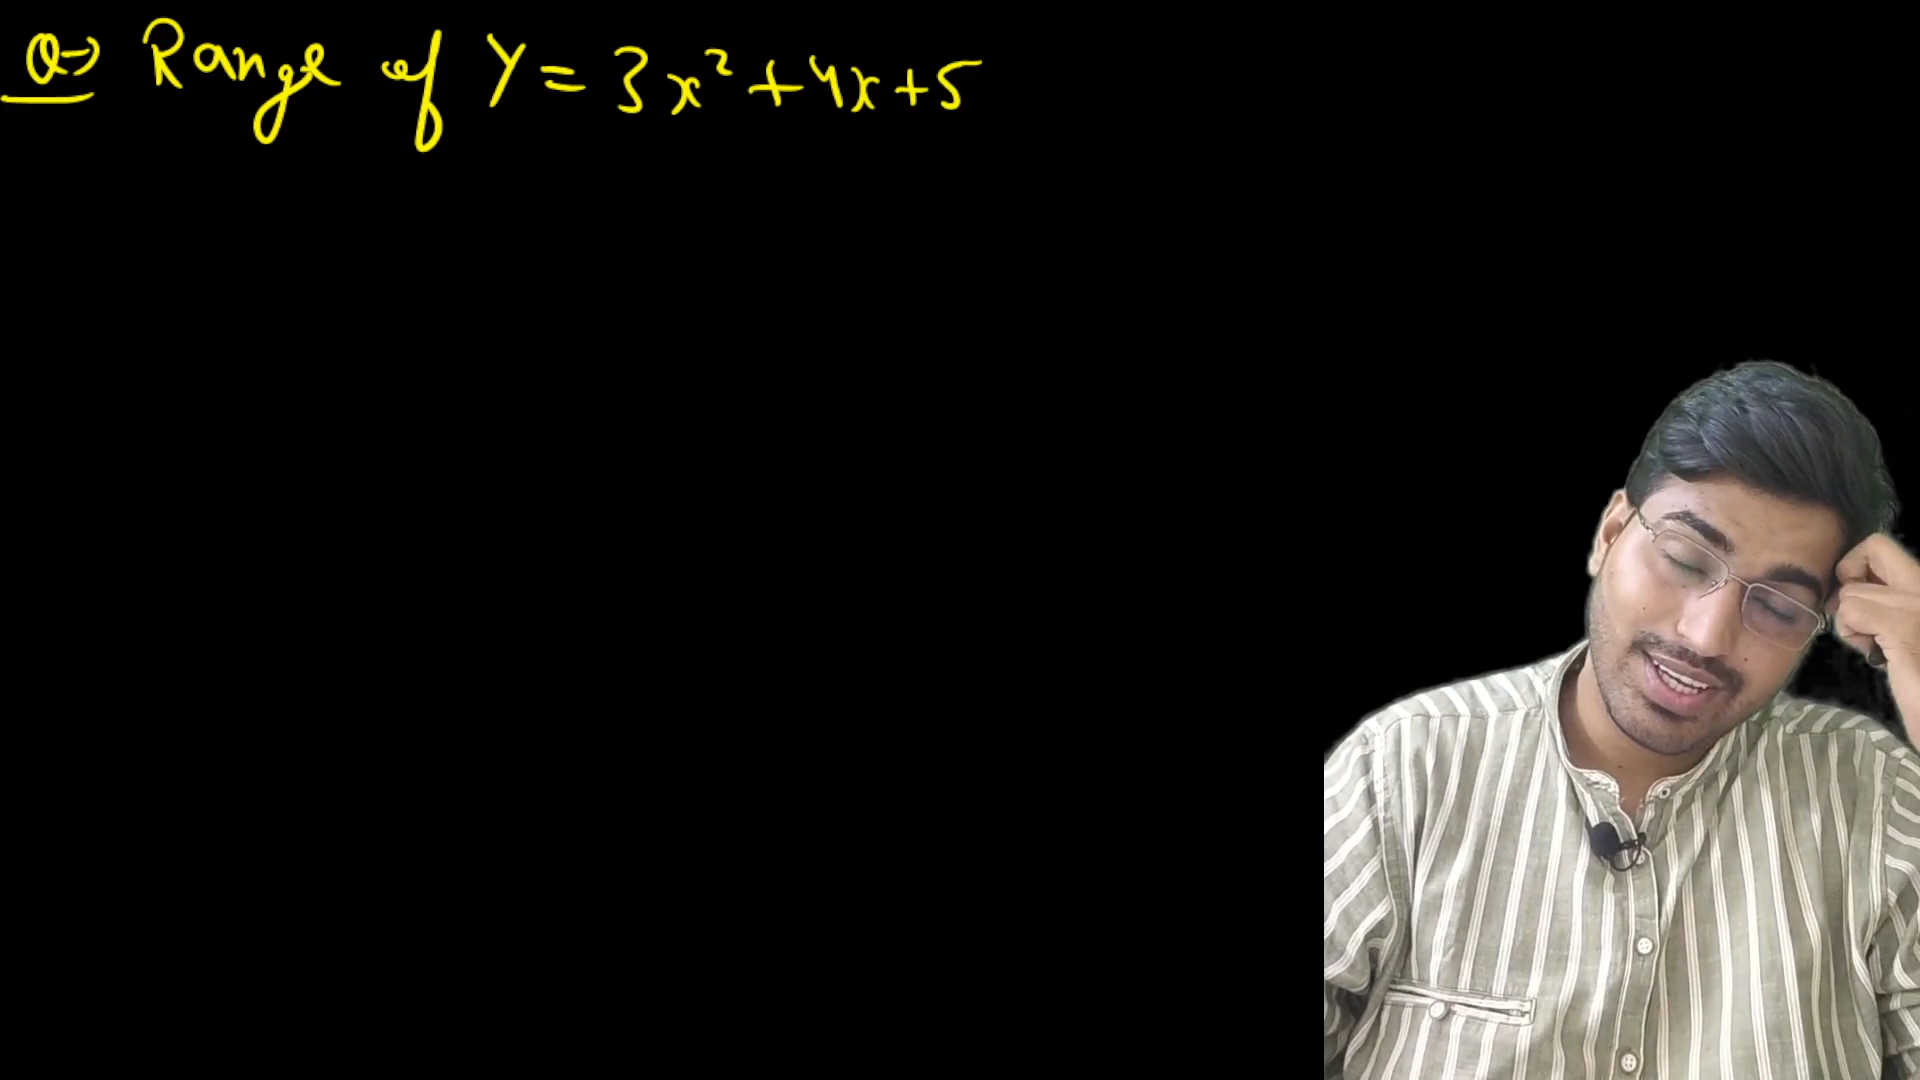 Q→ Range of Y = 3x² + 4x + 5